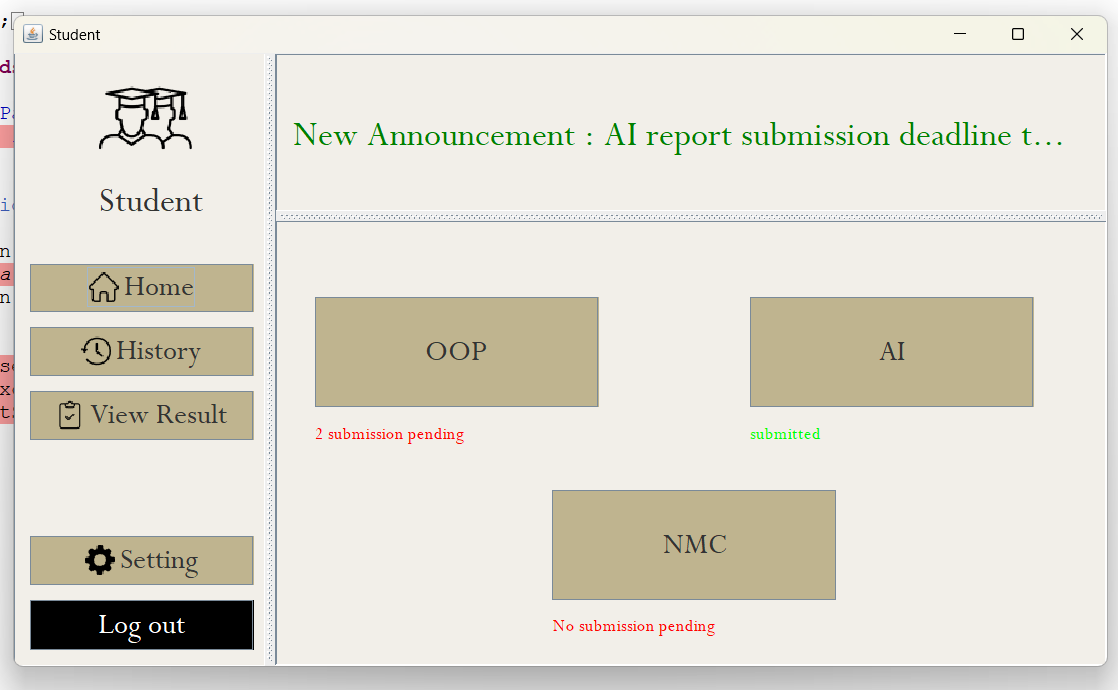 Student
Student
Home
History
View Result
Setting
Log out
New Announcement : AI report submission deadline t...
OOP
2 submission pending
AI
submitted
NMC
No submission pending